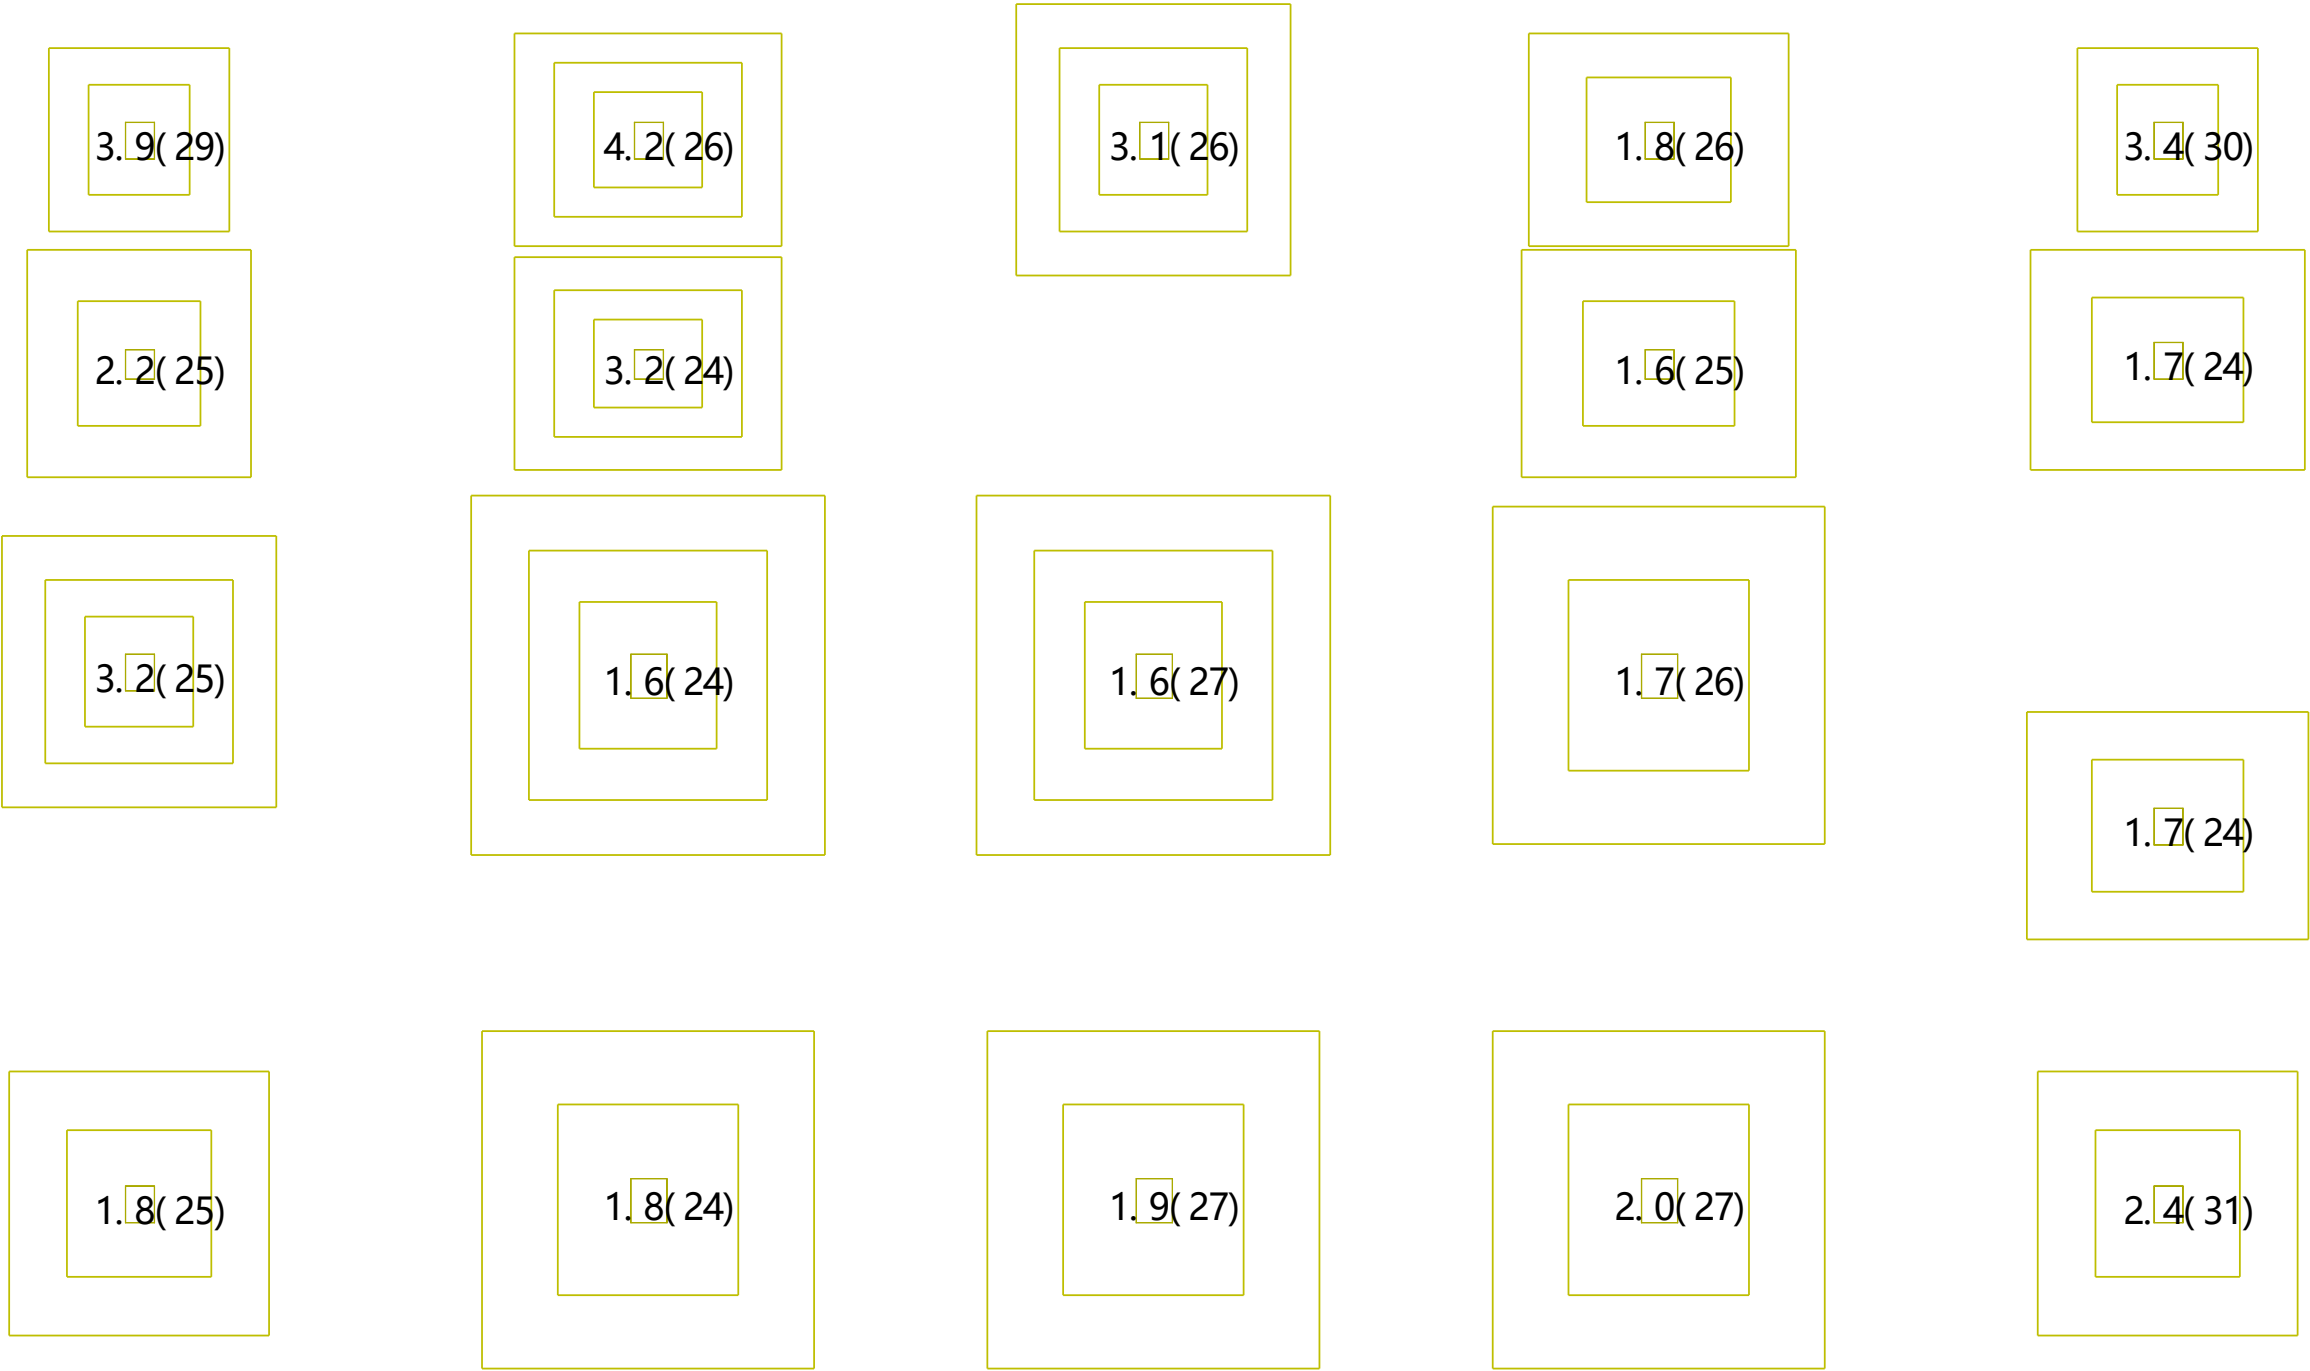 3. 9( 29) 4. 2( 26) 3. 1( 26) 1. 8( 26) 3. 4( 30)
2. 2( 25) 3. 2( 24) 1. 6( 25) 1. 7( 24)
3. 2( 25) 1. 6( 24) 1. 6( 27) 1. 7( 26)
1. 7( 24)
1. 8( 25) 1. 8( 24) 1. 9( 27) 2. 0( 27) 2. 4( 31)